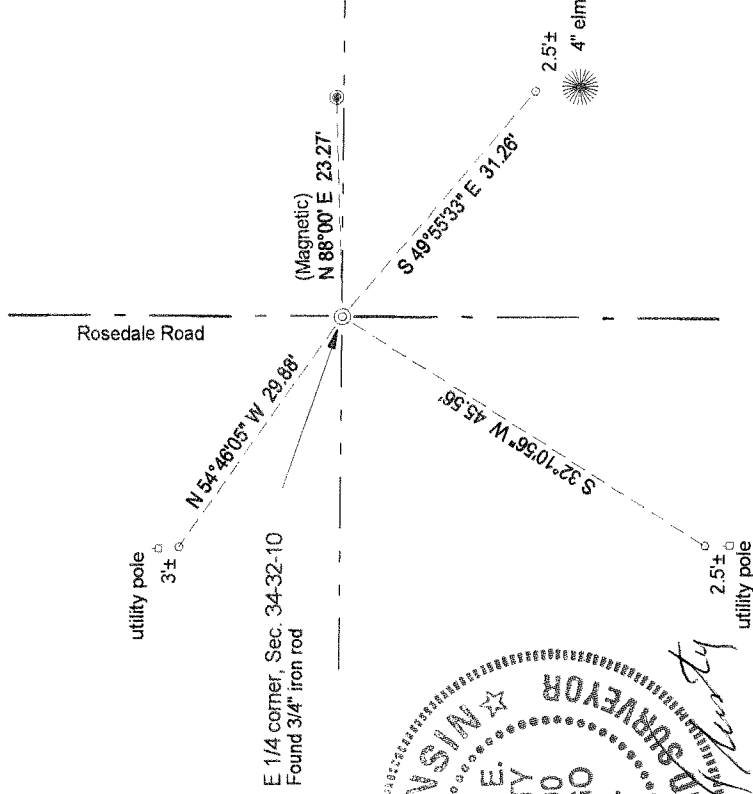 4" elm
2.5'±
(Magnetic)
N 88°00' E 23.27'
S 49°55'33" E 31.26'
Rosedale Road
N 54°46'05" W 29.88'
S 32°10'56" W 45.56'
utility pole
3'±
E 1/4 corner, Sec. 34-32-10
Found 3/4" iron rod
2.5'±
utility pole
E.
SURVEYOR